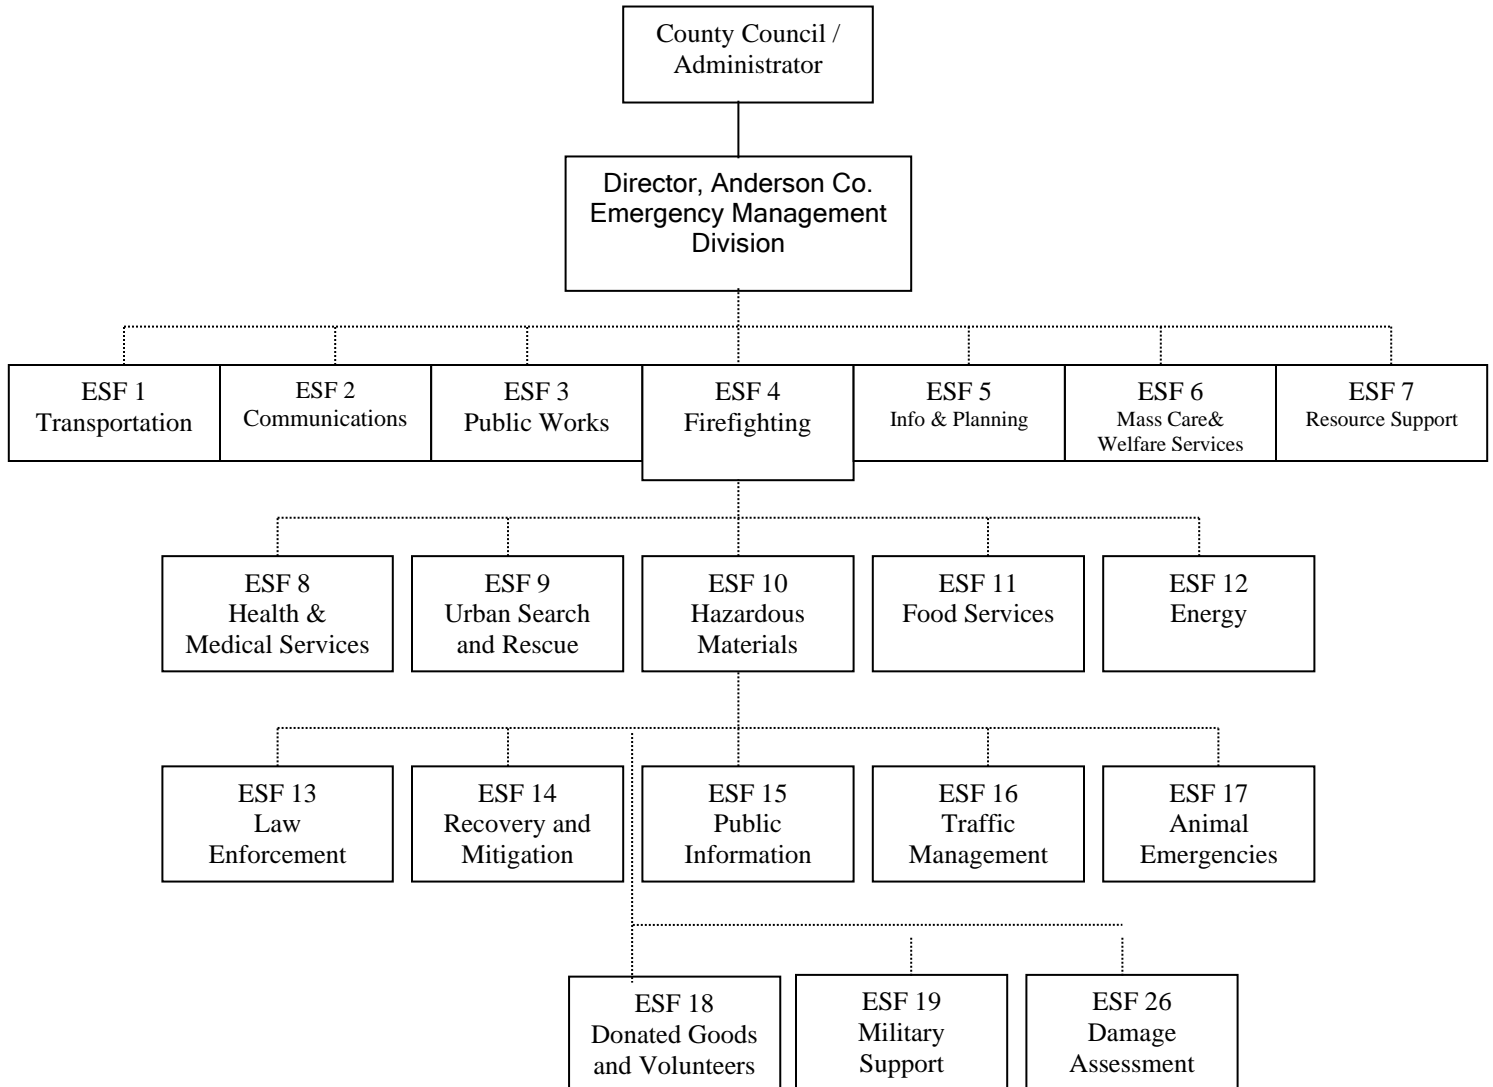 County Council /
Administrator
Director, Anderson Co.
Emergency Management
Division
ESF 1
Transportation
ESF 2
Communications
ESF 3
Public Works
ESF 4
Firefighting
ESF 5
Info & Planning
ESF 6
Mass Care&
Welfare Services
ESF 7
Resource Support
ESF 8
Health &
Medical Services
ESF 9
Urban Search
and Rescue
ESF 10
Hazardous
Materials
ESF 11
Food Services
ESF 12
Energy
ESF 13
Law
Enforcement
ESF 14
Recovery and
Mitigation
ESF 15
Public
Information
ESF 16
Traffic
Management
ESF 17
Animal
Emergencies
ESF 18
Donated Goods
and Volunteers
ESF 19
Military
Support
ESF 26
Damage
Assessment